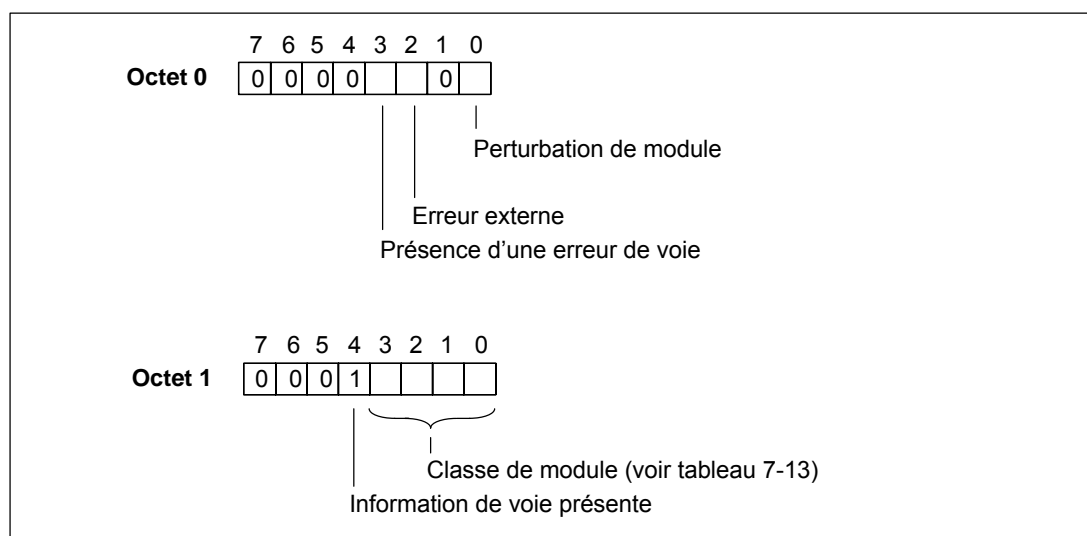 7 6 5 4 3 2 1 0
Octet 0 0 0 0 0 0
Perturbation de module
Erreur externe
Présence d'une erreur de voie
7 6 5 4 3 2 1 0
Octet 1 0 0 0 1
Classe de module (voir tableau 7-13)
Information de voie présente